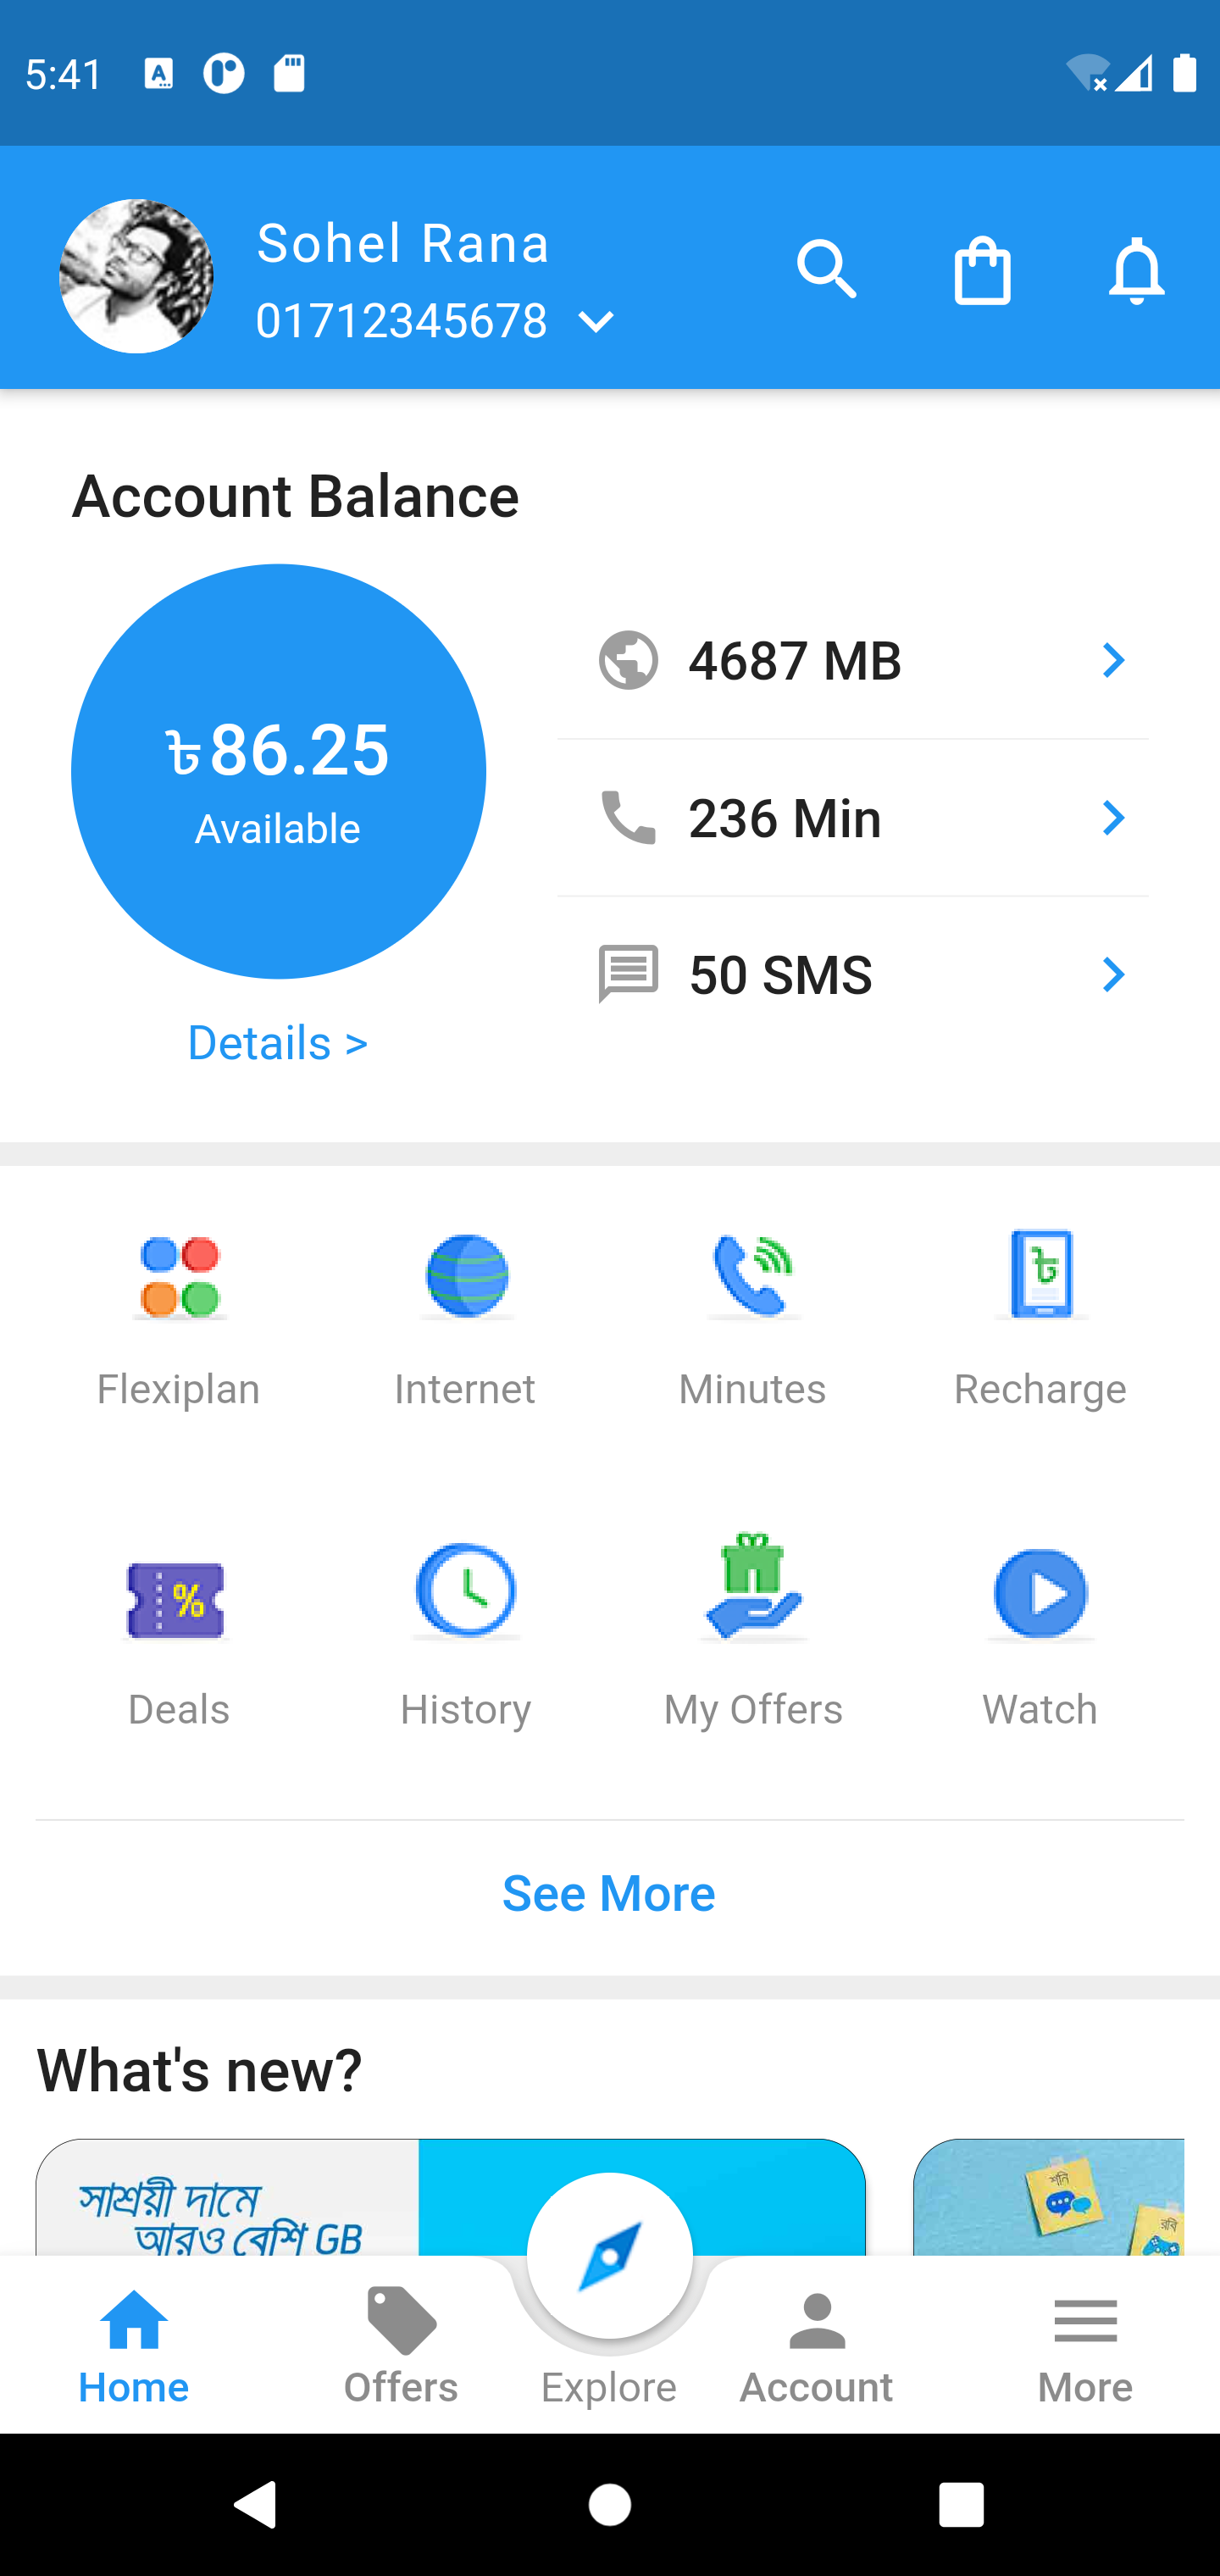 5:41
Sohel Rana
01712345678
Account Balance
৳86.25
Available
Details >
4687 MB
236 Min
50 SMS
Flexiplan
Internet
Minutes
Recharge
Deals
History
My Offers
Watch
See More
What's new?
সাশ্রয়ী দামে
আরও বেশি GB
শনি
রবি
Home
Offers
Explore
Account
More